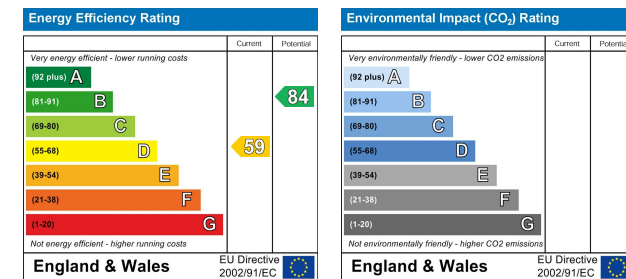 Energy Efficiency Rating
Current Potential
Very energy efficient - lower running costs
(92 plus) A
(81-91) B
84
(69-80) C
(55-68) D
59
(39-54) E
(21-38) F
(1-20) G
Not energy efficient - higher running costs
England & Wales
EU Directive
2002/91/EC
Environmental Impact (CO₂) Rating
Current Potential
Very environmentally friendly - lower CO2 emissions
(92 plus) A
(81-91) B
(69-80) C
(55-68) D
(39-54) E
(21-38) F
(1-20) G
Not environmentally friendly - higher CO2 emissions
England & Wales
EU Directive
2002/91/EC